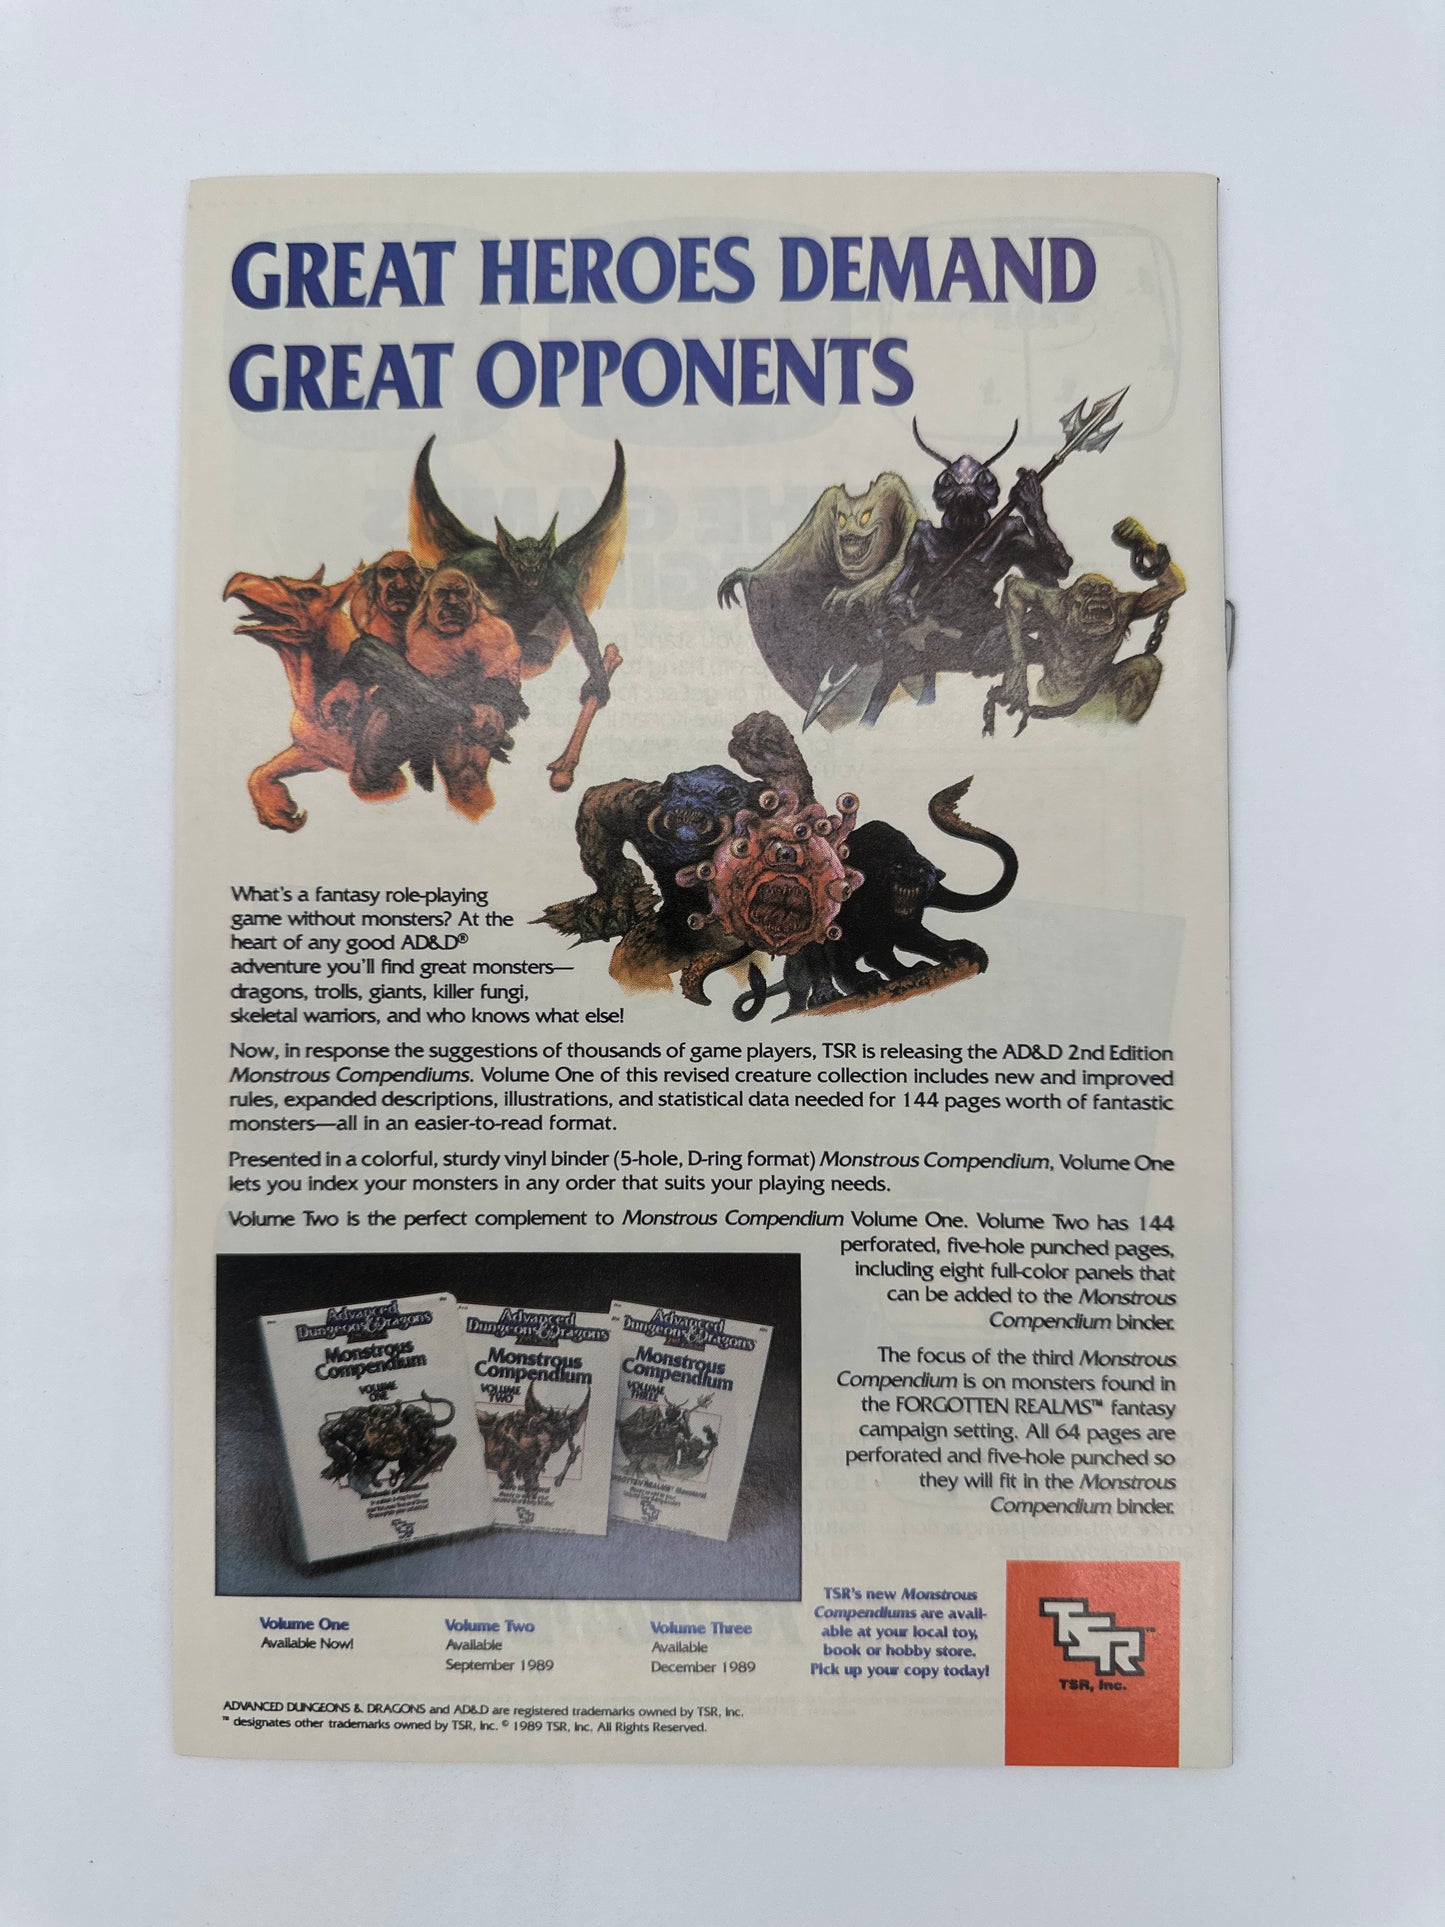 GREAT HEROES DEMAND
GREAT OPPONENTS
What's a fantasy role-playing
game without monsters? At the
heart of any good AD&D®
adventure you'll find great monsters—
dragons, trolls, giants, killer fungi,
skeletal warriors, and who knows what else!
Now, in response the suggestions of thousands of game players, TSR is releasing the AD&D 2nd Edition
Monstrous Compendiums. Volume One of this revised creature collection includes new and improved
rules, expanded descriptions, illustrations, and statistical data needed for 144 pages worth of fantastic
monsters—all in an easier-to-read format.
Presented in a colorful, sturdy vinyl binder (5-hole, D-ring format) Monstrous Compendium, Volume One
lets you index your monsters in any order that suits your playing needs.
Volume Two is the perfect complement to Monstrous Compendium Volume One. Volume Two has 144
perforated, five-hole punched pages,
including eight full-color panels that
can be added to the Monstrous
Compendium binder.
The focus of the third Monstrous
Compendium is on monsters found in
the FORGOTTEN REALMS™ fantasy
campaign setting. All 64 pages are
perforated and five-hole punched so
they will fit in the Monstrous
Compendium binder.
Advanced
Dungeons & Dragons
Monstrous
Compendium
VOLUME
ONE
TSR
Advanced
Dungeons & Dragons
Monstrous
Compendium
VOLUME
TWO
TSR
Advanced
Dungeons & Dragons
Monstrous
Compendium
VOLUME
THREE
FORGOTTEN REALMS™
TSR
Volume One
Available Now!
Volume Two
Available
September 1989
Volume Three
Available
December 1989
TSR's new Monstrous
Compendiums are avail-
able at your local toy,
book or hobby store.
Pick up your copy today!
TSR™
TSR, Inc.
ADVANCED DUNGEONS & DRAGONS and AD&D are registered trademarks owned by TSR, Inc.
™ designates other trademarks owned by TSR, Inc. © 1989 TSR, Inc. All Rights Reserved.